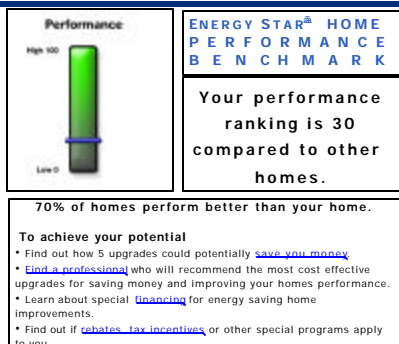 Performance
High 100
Low 0
ENERGY STAR® HOME
PERFORMANCE
BENCHMARK
Your performance
ranking is 30
compared to other
homes.
70% of homes perform better than your home.
To achieve your potential
• Find out how 5 upgrades could potentially save you money.
• Find a professional who will recommend the most cost effective
upgrades for saving money and improving your homes performance.
• Learn about special financing for energy saving home
improvements.
• Find out if rebates, tax incentives or other special programs apply
to you.